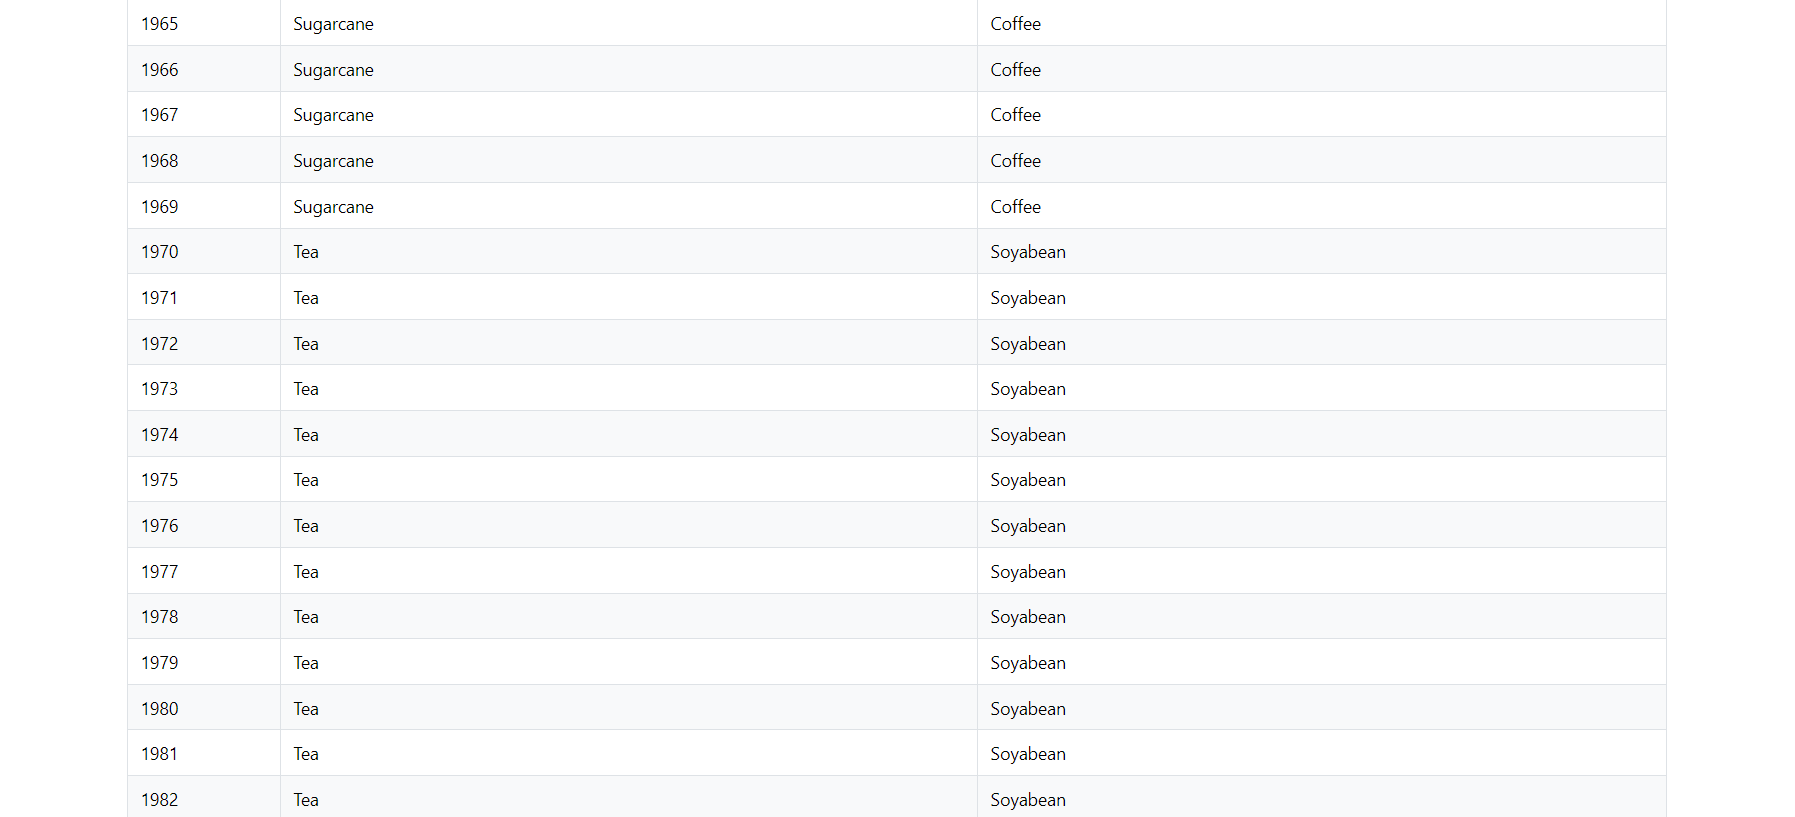 1965 Sugarcane Coffee
1966 Sugarcane Coffee
1967 Sugarcane Coffee
1968 Sugarcane Coffee
1969 Sugarcane Coffee
1970 Tea Soyabean
1971 Tea Soyabean
1972 Tea Soyabean
1973 Tea Soyabean
1974 Tea Soyabean
1975 Tea Soyabean
1976 Tea Soyabean
1977 Tea Soyabean
1978 Tea Soyabean
1979 Tea Soyabean
1980 Tea Soyabean
1981 Tea Soyabean
1982 Tea Soyabean